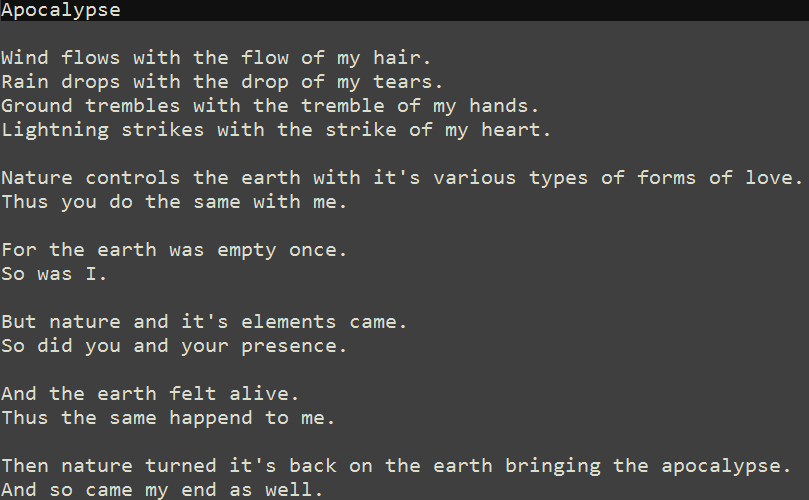 Apocalypse
Wind flows with the flow of my hair.
Rain drops with the drop of my tears.
Ground trembles with the tremble of my hands.
Lightning strikes with the strike of my heart.
Nature controls the earth with it's various types of forms of love.
Thus you do the same with me.
For the earth was empty once.
So was I.
But nature and it's elements came.
So did you and your presence.
And the earth felt alive.
Thus the same happend to me.
Then nature turned it's back on the earth bringing the apocalypse.
And so came my end as well.